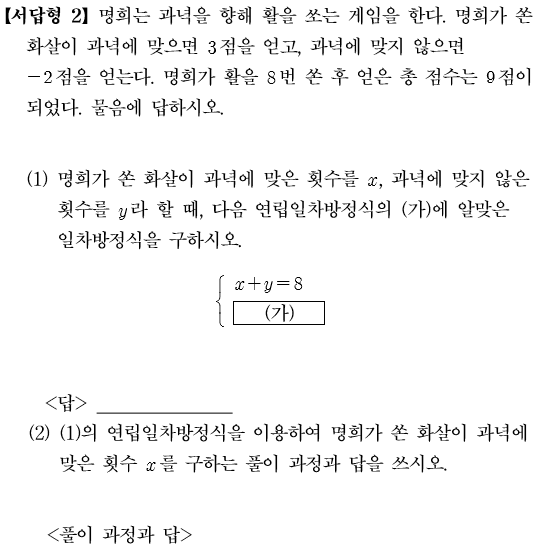 【서답형 2】 명희는 과녁을 향해 활을 쏘는 게임을 한다. 명희가 쏜
화살이 과녁에 맞으면 3점을 얻고, 과녁에 맞지 않으면
−2점을 얻는다. 명희가 활을 8번 쏜 후 얻은 총 점수는 9점이
되었다. 물음에 답하시오.
(1) 명희가 쏜 화살이 과녁에 맞은 횟수를 x, 과녁에 맞지 않은
횟수를 y라 할 때, 다음 연립일차방정식의 (가)에 알맞은
일차방정식을 구하시오.
x+y=8
(가)
<답>
(2) (1)의 연립일차방정식을 이용하여 명희가 쏜 화살이 과녁에
맞은 횟수 x를 구하는 풀이 과정과 답을 쓰시오.
<풀이 과정과 답>